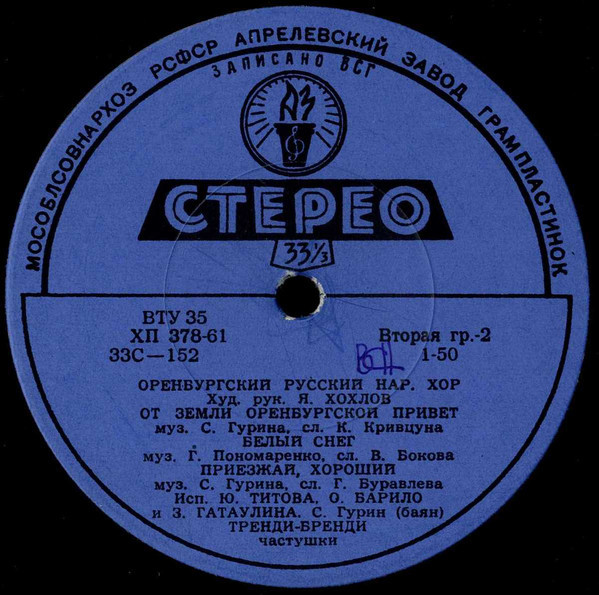 МОСОБЛСОВНАРХОЗ РСФСР АПРЕЛЕВСКИЙ ЗАВОД ГРАМПЛАСТИНОК
ЗАПИСАНО ВСГ
АЗ
СТЕРЕО
33⅓
ВТУ 35
ХП 378-61
33С—152
Вторая гр.-2
1-50
ОРЕНБУРГСКИЙ РУССКИЙ НАР. ХОР
Худ. рук. Я. ХОХЛОВ
ОТ ЗЕМЛИ ОРЕНБУРГСКОЙ ПРИВЕТ
муз. С. Гурина, сл. К. Кривцуна
БЕЛЫЙ СНЕГ
муз. Г. Пономаренко, сл. В. Бокова
ПРИЕЗЖАЙ, ХОРОШИЙ
муз. С. Гурина, сл. Г. Буравлева
Исп. Ю. ТИТОВА, О. БАРИЛО
и З. ГАТАУЛИНА. С. Гурин (баян)
ТРЕНДИ-БРЕНДИ
частушки